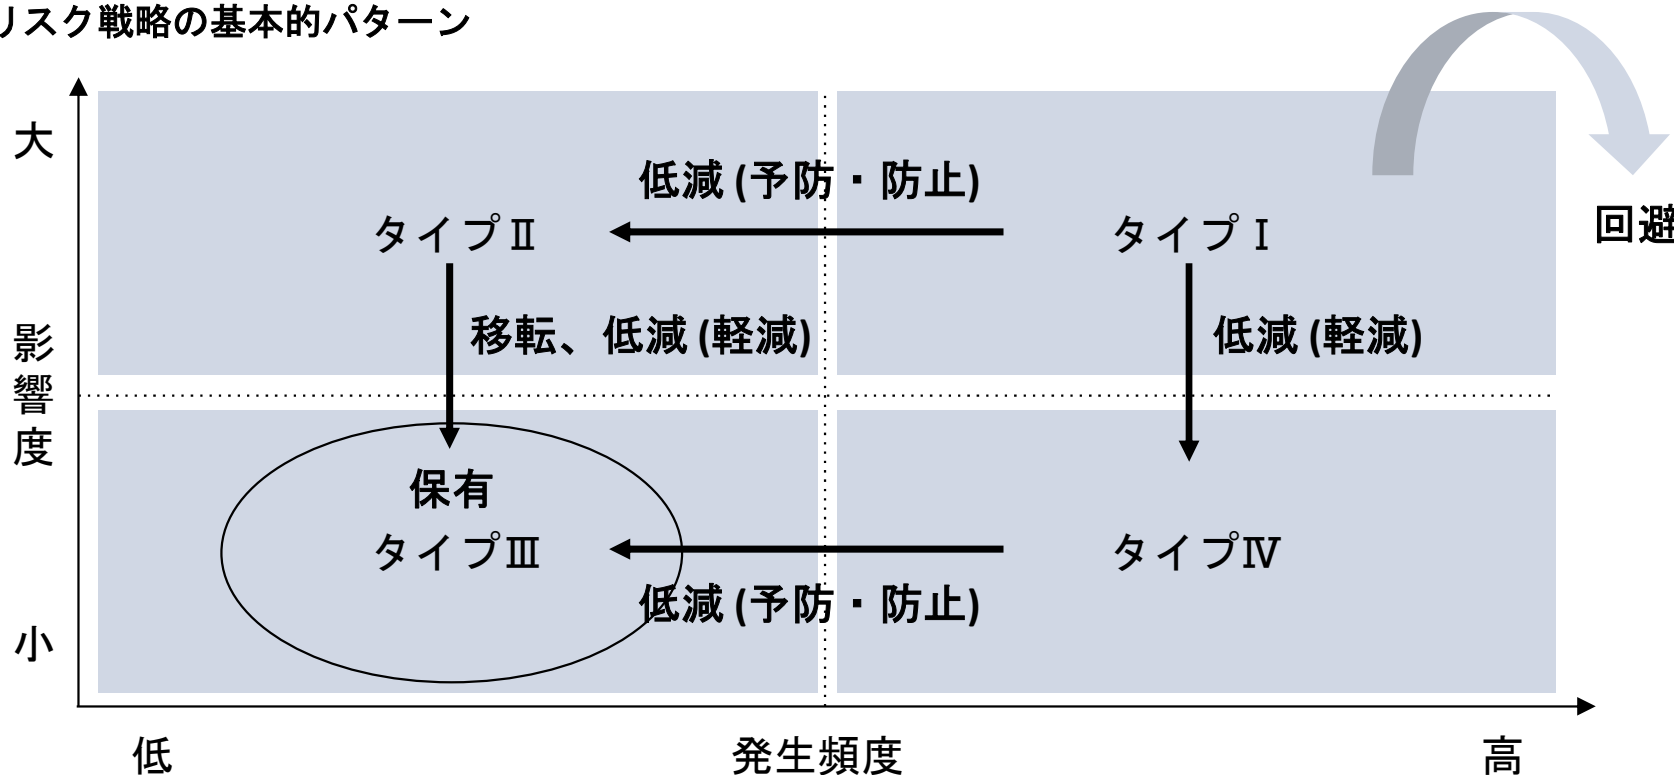 リスク戦略の基本的パターン
大
低減 (予防・防止)
タイプⅡ
タイプⅠ
回避
移転、低減 (軽減)
低減 (軽減)
影響度
保有
タイプⅢ
タイプⅣ
低減 (予防・防止)
小
低
発生頻度
高